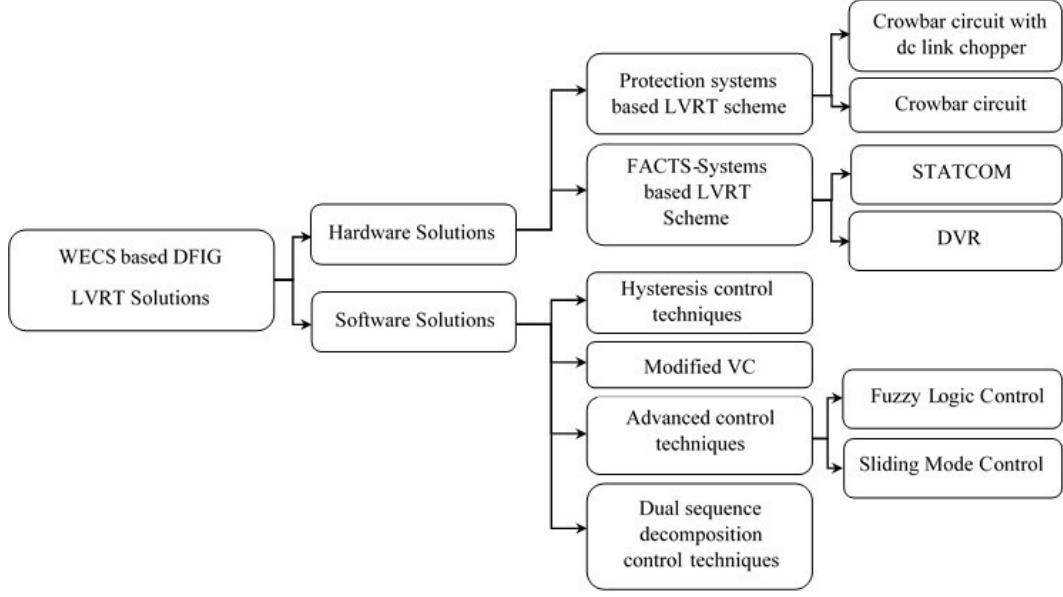 WECS based DFIG
LVRT Solutions
Hardware Solutions
Software Solutions
Protection systems
based LVRT scheme
FACTS-Systems
based LVRT
Scheme
Hysteresis control
techniques
Modified VC
Advanced control
techniques
Dual sequence
decomposition
control techniques
Crowbar circuit with
dc link chopper
Crowbar circuit
STATCOM
DVR
Fuzzy Logic Control
Sliding Mode Control